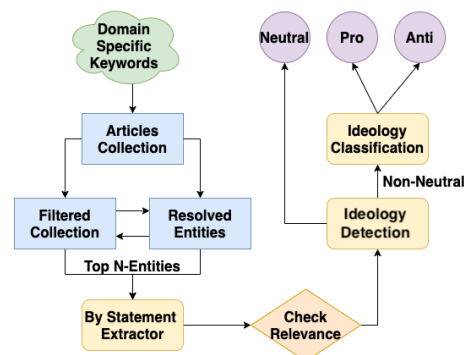 Domain
Specific
Keywords
Neutral
Pro
Anti
Articles
Collection
Ideology
Classification
Non-Neutral
Filtered
Collection
Resolved
Entities
Ideology
Detection
Top N-Entities
By Statement
Extractor
Check
Relevance